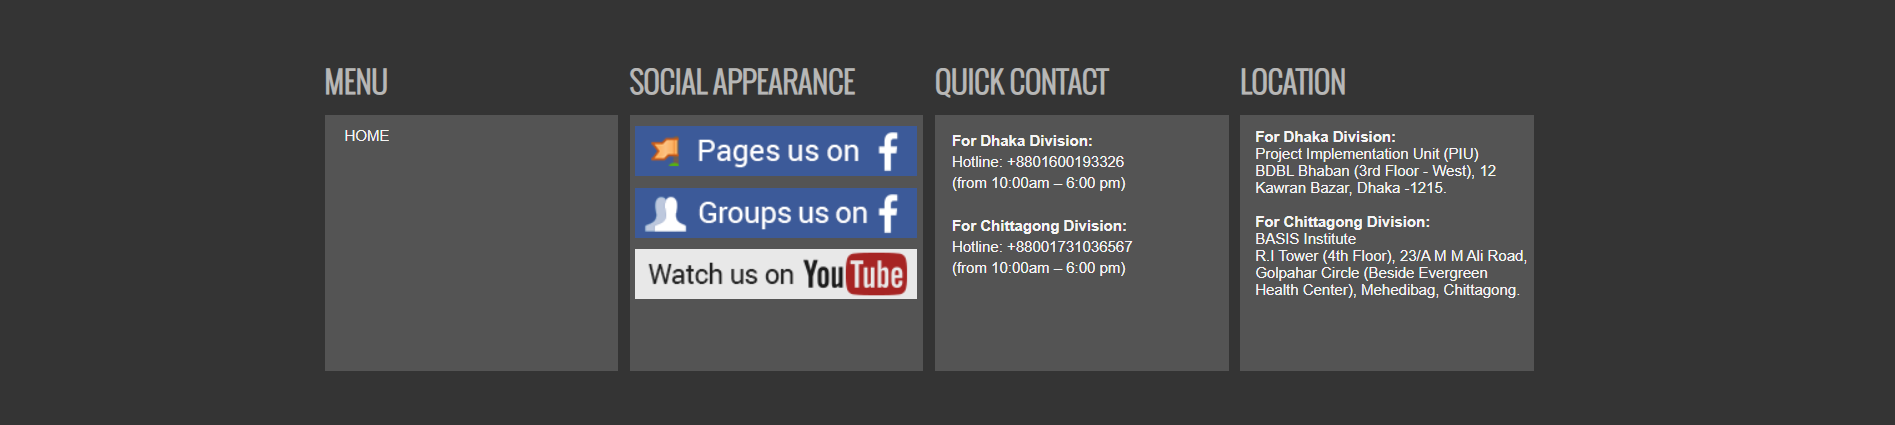 MENU
HOME
SOCIAL APPEARANCE
Pages us on f
Groups us on f
Watch us on YouTube
QUICK CONTACT
For Dhaka Division:
Hotline: +8801600193326
(from 10:00am – 6:00 pm)
For Chittagong Division:
Hotline: +88001731036567
(from 10:00am – 6:00 pm)
LOCATION
For Dhaka Division:
Project Implementation Unit (PIU)
BDBL Bhaban (3rd Floor - West), 12
Kawran Bazar, Dhaka -1215.
For Chittagong Division:
BASIS Institute
R.I Tower (4th Floor), 23/A M M Ali Road,
Golpahar Circle (Beside Evergreen
Health Center), Mehedibag, Chittagong.